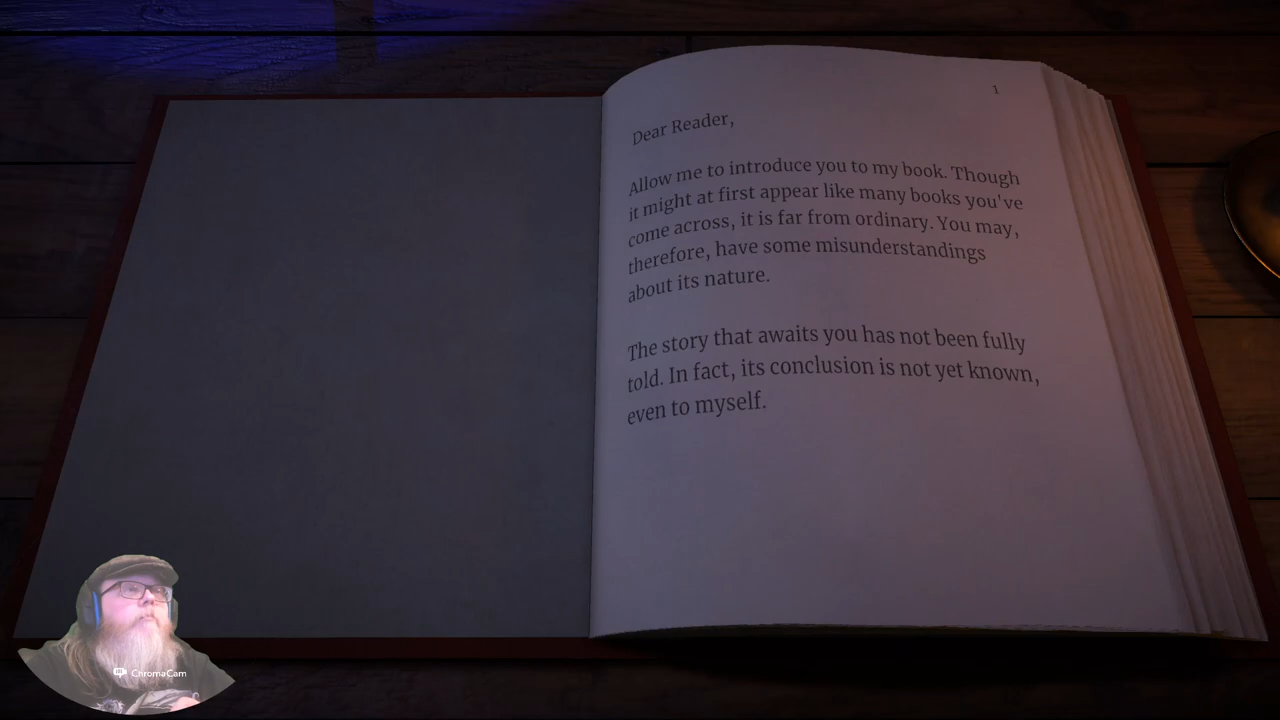 1
Dear Reader,
Allow me to introduce you to my book. Though
it might at first appear like many books you've
come across, it is far from ordinary. You may,
therefore, have some misunderstandings
about its nature.
The story that awaits you has not been fully
told. In fact, its conclusion is not yet known,
even to myself.
ChromaCam